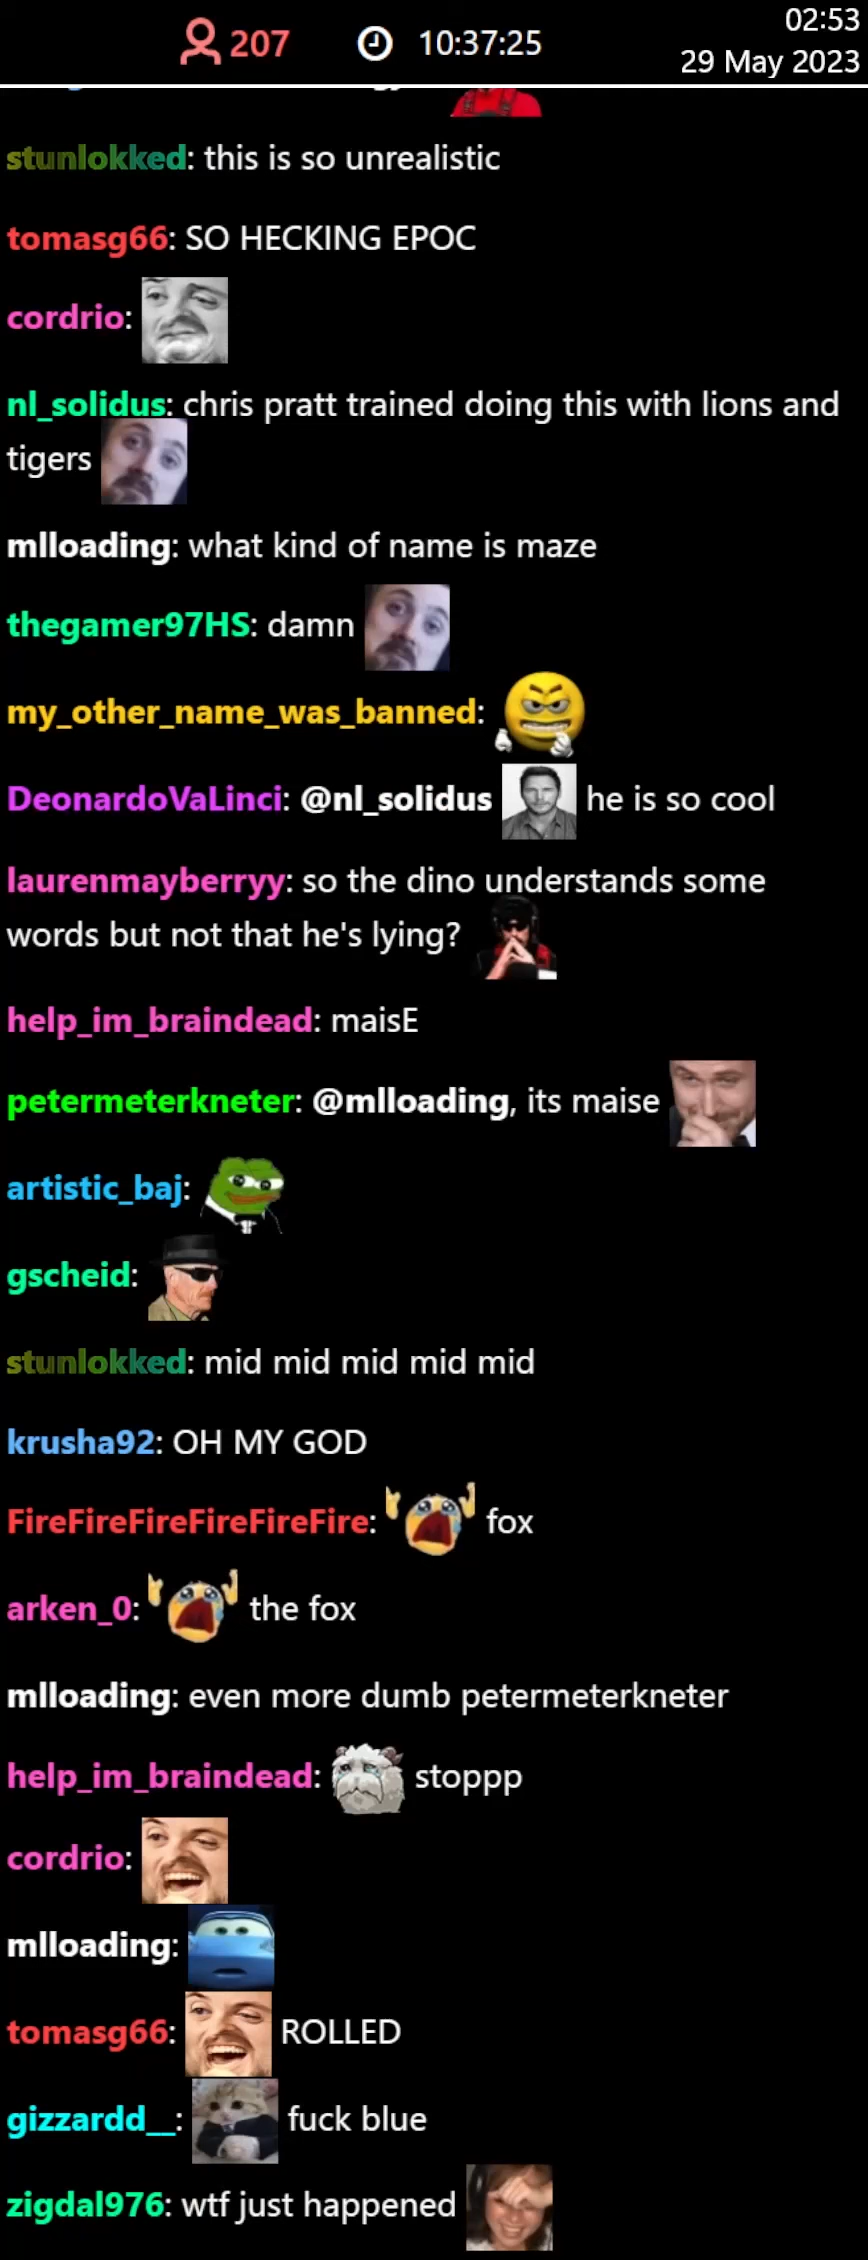 207 10:37:25 02:53
29 May 2023
stunlokked: this is so unrealistic
tomasg66: SO HECKING EPOC
cordrio:
nl_solidus: chris pratt trained doing this with lions and
tigers
mlloading: what kind of name is maze
thegamer97HS: damn
my_other_name_was_banned:
DeonardoVaLinci: @nl_solidus he is so cool
laurenmayberryy: so the dino understands some
words but not that he's lying?
help_im_braindead: maisE
petermeterkneter: @mlloading, its maise
artistic_baj:
gscheid:
stunlokked: mid mid mid mid mid
krusha92: OH MY GOD
FireFireFireFireFireFire: fox
arken_0: the fox
mlloading: even more dumb petermeterkneter
help_im_braindead: stoppp
cordrio:
mlloading:
tomasg66: ROLLED
gizzardd__: fuck blue
zigdal976: wtf just happened